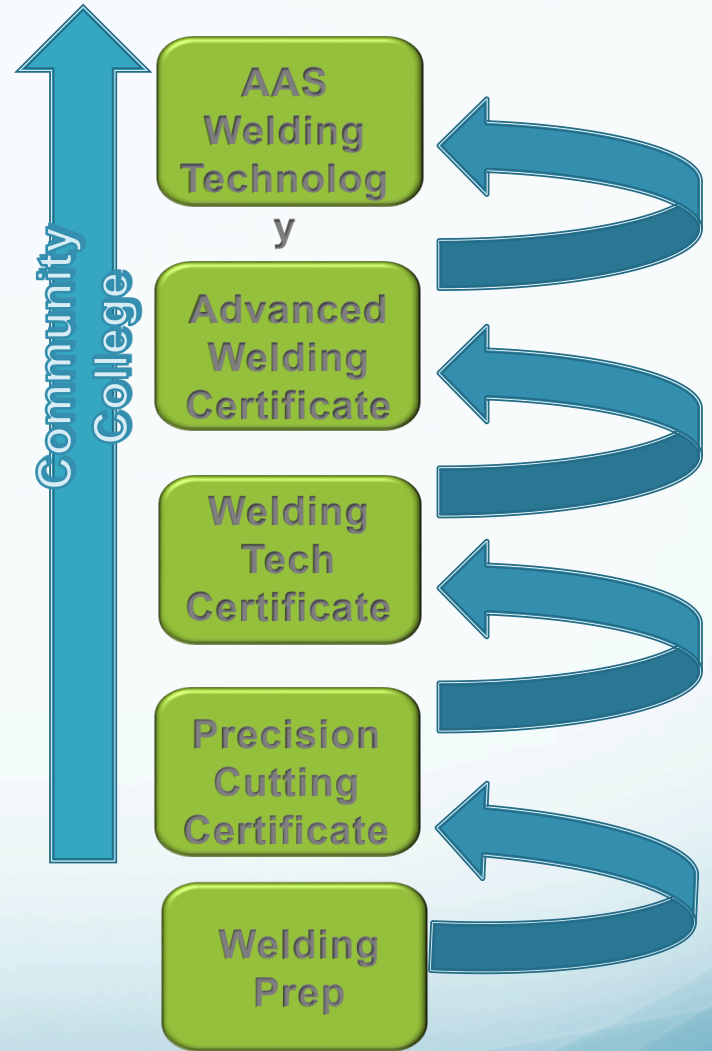 AAS
Welding
Technolog
y
Community
College
Advanced
Welding
Certificate
Welding
Tech
Certificate
Precision
Cutting
Certificate
Welding
Prep